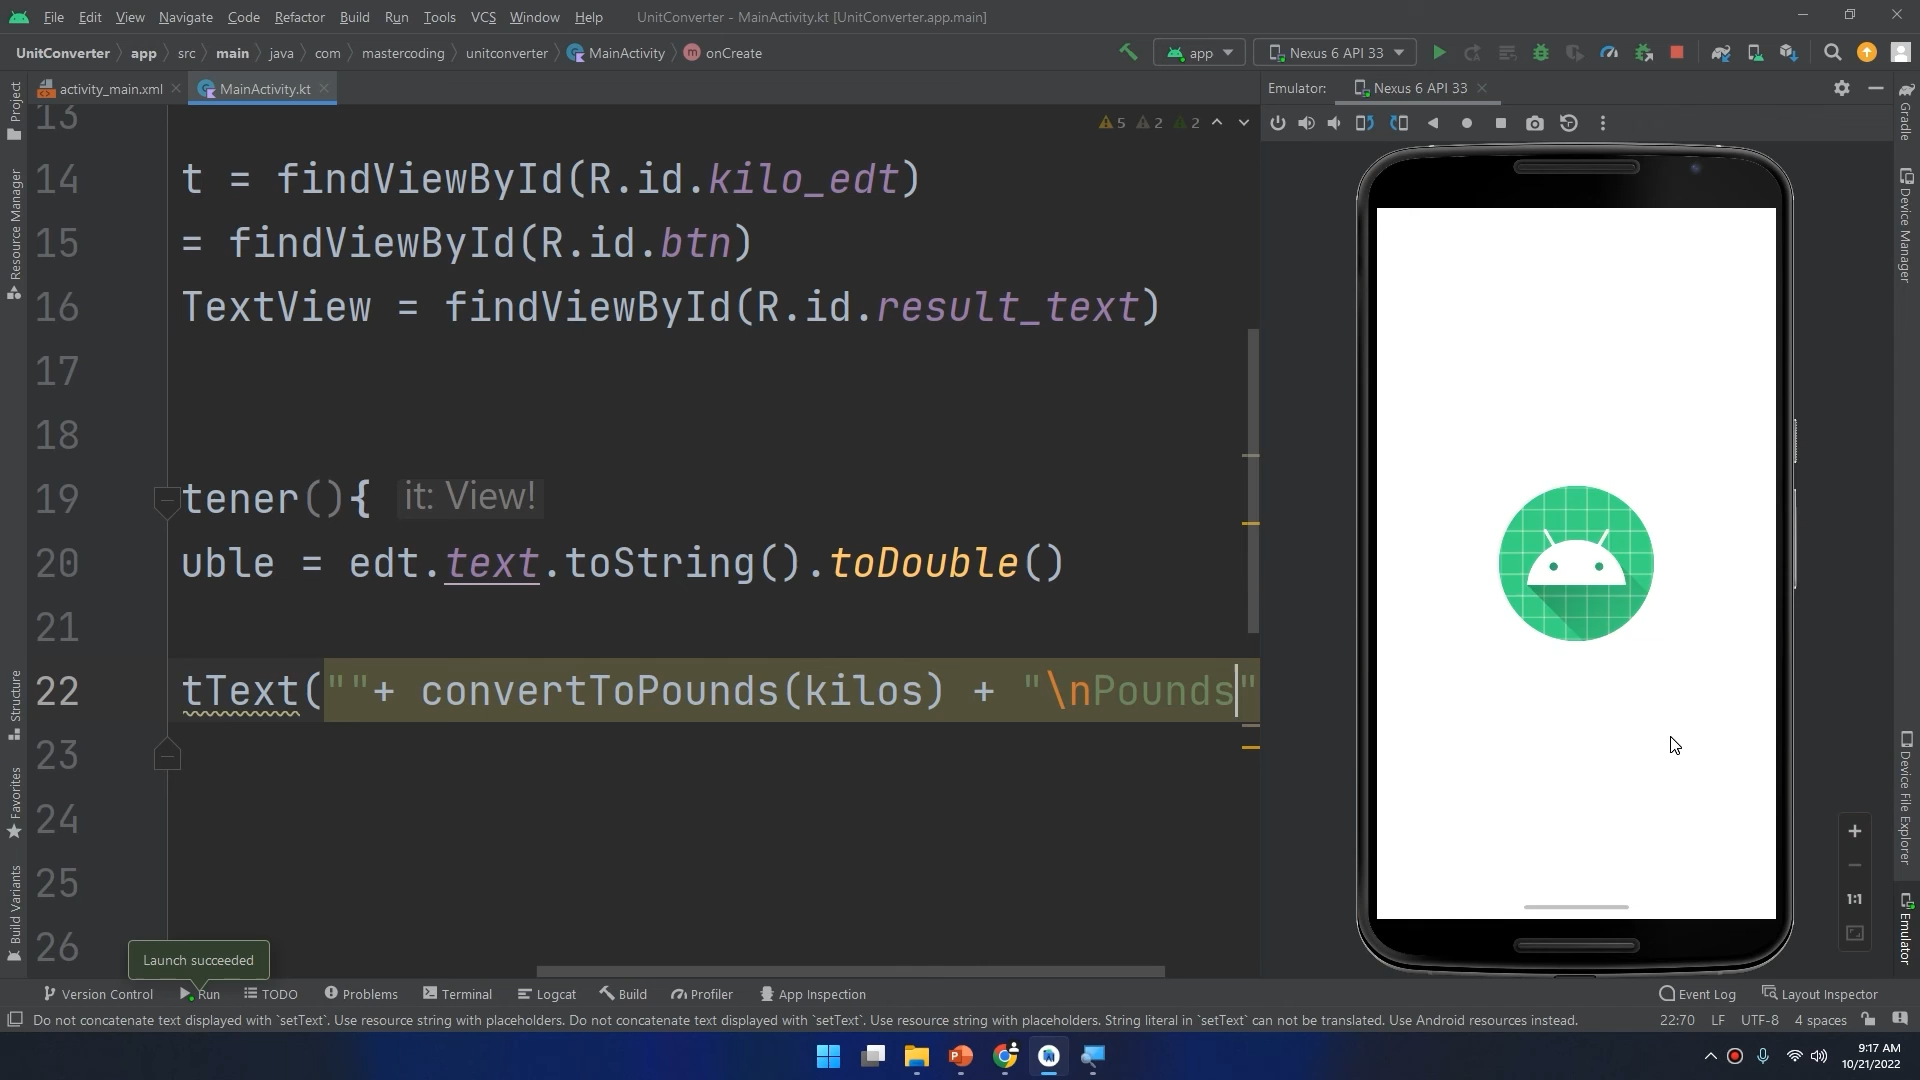 File Edit View Navigate Code Refactor Build Run Tools VCS Window Help UnitConverter - MainActivity.kt [UnitConverter.app.main]
UnitConverter app src main java com mastercoding unitconverter MainActivity onCreate app Nexus 6 API 33
activity_main.xml MainActivity.kt Emulator: Nexus 6 API 33
5 2 2
13
14 t = findViewById(R.id.kilo_edt)
15 = findViewById(R.id.btn)
16 TextView = findViewById(R.id.result_text)
17
18
19 tener(){ it: View!
20 uble = edt.text.toString().toDouble()
21
22 tText(""+ convertToPounds(kilos) + "\nPounds"
23
24
25
26
Project
Resource Manager
Structure
Favorites
Build Variants
Gradle
Device Manager
Device File Explorer
Emulator
1:1
Launch succeeded
Version Control Run TODO Problems Terminal Logcat Build Profiler App Inspection Event Log Layout Inspector
Do not concatenate text displayed with `setText`. Use resource string with placeholders. Do not concatenate text displayed with `setText`. Use resource string with placeholders. String literal in `setText` can not be translated. Use Android resources instead. 22:70 LF UTF-8 4 spaces
9:17 AM
10/21/2022